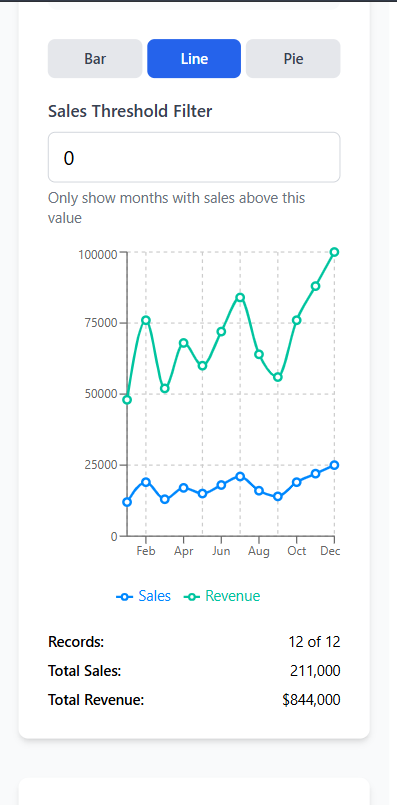 Bar Line Pie
Sales Threshold Filter
0
Only show months with sales above this
value
100000
75000
50000
25000
0
Feb Apr Jun Aug Oct Dec
Sales Revenue
Records: 12 of 12
Total Sales: 211,000
Total Revenue: $844,000